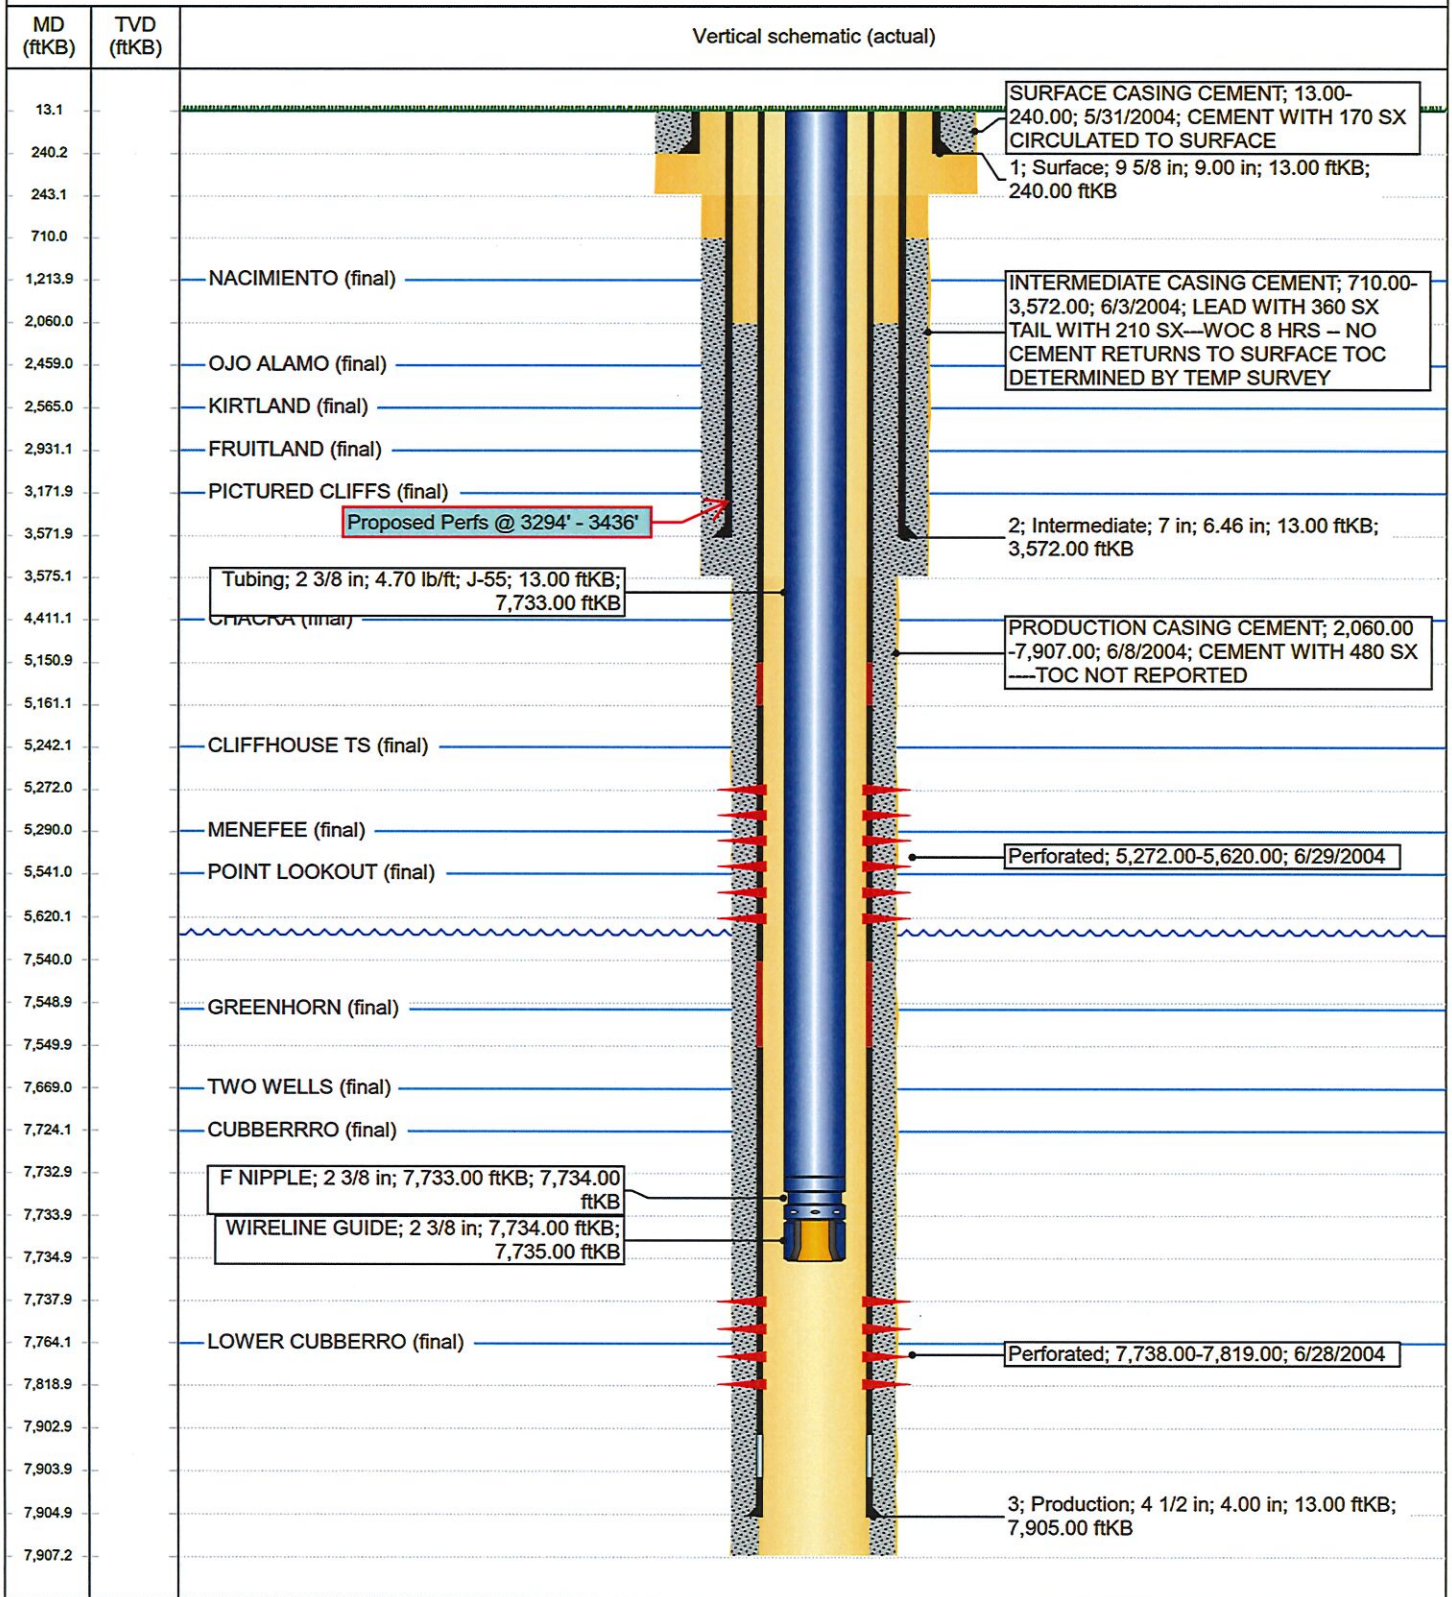 MD
(ftKB)
TVD
(ftKB)
Vertical schematic (actual)
13.1
SURFACE CASING CEMENT; 13.00-
240.00; 5/31/2004; CEMENT WITH 170 SX
CIRCULATED TO SURFACE
240.2
1; Surface; 9 5/8 in; 9.00 in; 13.00 ftKB;
240.00 ftKB
243.1
710.0
1,213.9
NACIMIENTO (final)
INTERMEDIATE CASING CEMENT; 710.00-
3,572.00; 6/3/2004; LEAD WITH 360 SX
TAIL WITH 210 SX---WOC 8 HRS -- NO
CEMENT RETURNS TO SURFACE TOC
DETERMINED BY TEMP SURVEY
2,060.0
2,459.0
OJO ALAMO (final)
2,565.0
KIRTLAND (final)
2,931.1
FRUITLAND (final)
3,171.9
PICTURED CLIFFS (final)
Proposed Perfs @ 3294' - 3436'
3,571.9
2; Intermediate; 7 in; 6.46 in; 13.00 ftKB;
3,572.00 ftKB
3,575.1
Tubing; 2 3/8 in; 4.70 lb/ft; J-55; 13.00 ftKB;
7,733.00 ftKB
4,411.1
CHACRA (final)
PRODUCTION CASING CEMENT; 2,060.00
-7,907.00; 6/8/2004; CEMENT WITH 480 SX
----TOC NOT REPORTED
5,150.9
5,161.1
5,242.1
CLIFFHOUSE TS (final)
5,272.0
5,290.0
MENEFEE (final)
Perforated; 5,272.00-5,620.00; 6/29/2004
5,541.0
POINT LOOKOUT (final)
5,620.1
7,540.0
7,548.9
GREENHORN (final)
7,549.9
7,669.0
TWO WELLS (final)
7,724.1
CUBBERRRO (final)
7,732.9
F NIPPLE; 2 3/8 in; 7,733.00 ftKB; 7,734.00
ftKB
7,733.9
WIRELINE GUIDE; 2 3/8 in; 7,734.00 ftKB;
7,735.00 ftKB
7,734.9
7,737.9
7,764.1
LOWER CUBBERRO (final)
Perforated; 7,738.00-7,819.00; 6/28/2004
7,818.9
7,902.9
7,903.9
7,904.9
3; Production; 4 1/2 in; 4.00 in; 13.00 ftKB;
7,905.00 ftKB
7,907.2